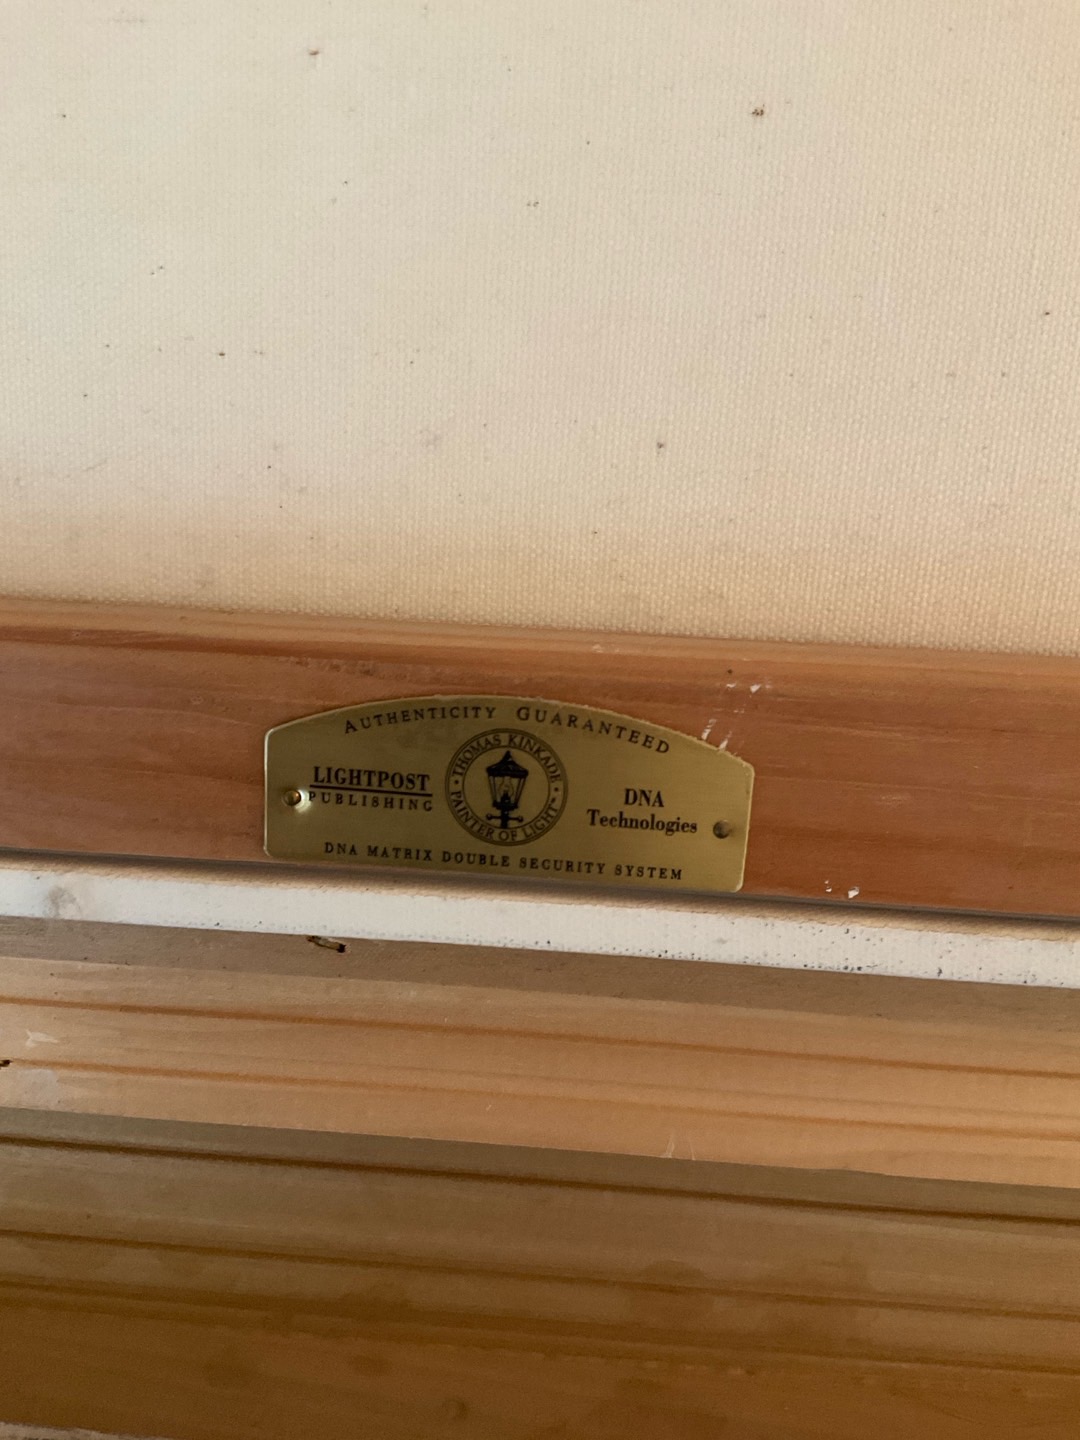 AUTHENTICITY GUARANTEED
LIGHTPOST
PUBLISHING
THOMAS KINKADE
PAINTER OF LIGHT
DNA
Technologies
DNA MATRIX DOUBLE SECURITY SYSTEM